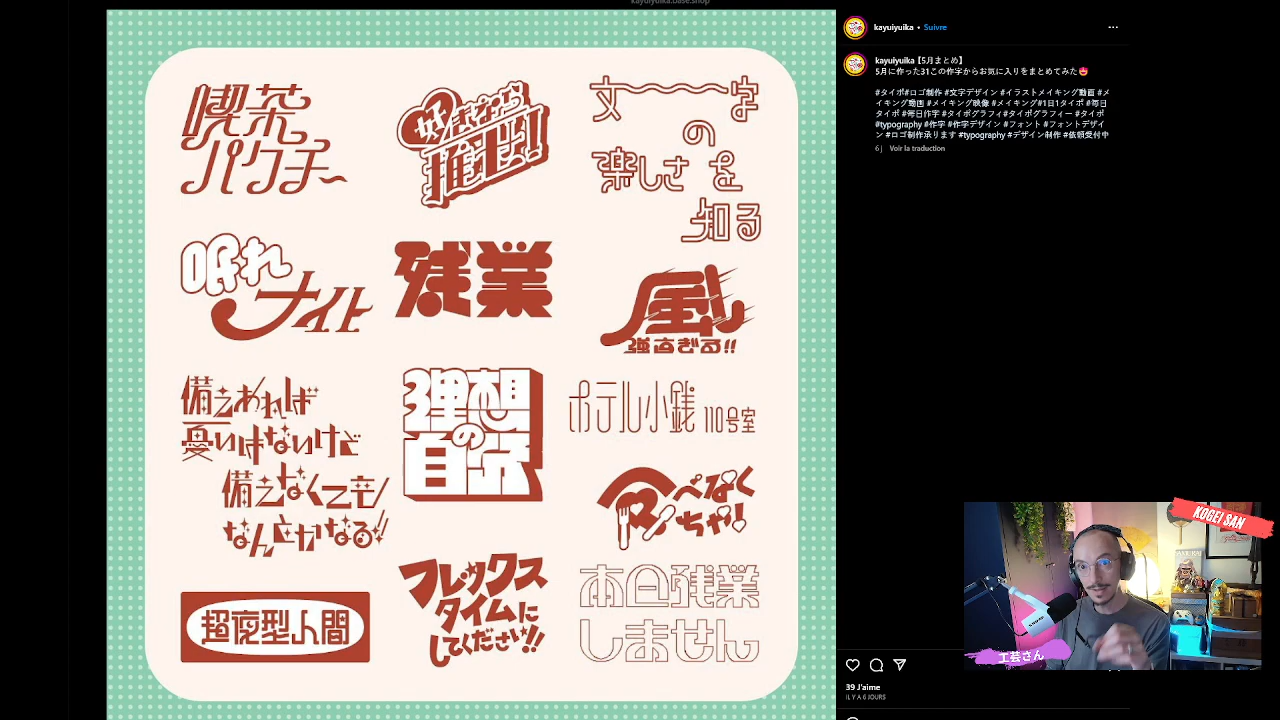 kayuiyuika.base.shop
喫茶
パクチー
好きなら
推せ!
文字
の
楽しさを
知る
眠れ
ナイト
残業
風
強すぎる!!
備えあれば
憂いはないけど
備えなくても
なんとかなる!!
理想
の
自分
ホテル小銭 110号室
食べなく
ちゃ!
超夜型人間
フレックス
タイムに
してください!!
本日残業
しません
kayuiyuika • Suivre
kayuiyuika【5月まとめ】
5月に作った31この作字からお気に入りをまとめてみた😍
#タイポ#ロゴ制作 #文字デザイン #イラストメイキング動画 #メ
イキング動画 #メイキング映像 #メイキング#1日1タイポ #毎日
タイポ #毎日作字 #タイポグラフィ#タイポグラフィー #タイポ
#typography #作字 #作字デザイン #フォント #フォントデザイ
ン #ロゴ制作承ります #typography #デザイン制作 #依頼受付中
6 j Voir la traduction
KOGEI SAN
工芸さん
39 J'aime
IL Y A 6 JOURS